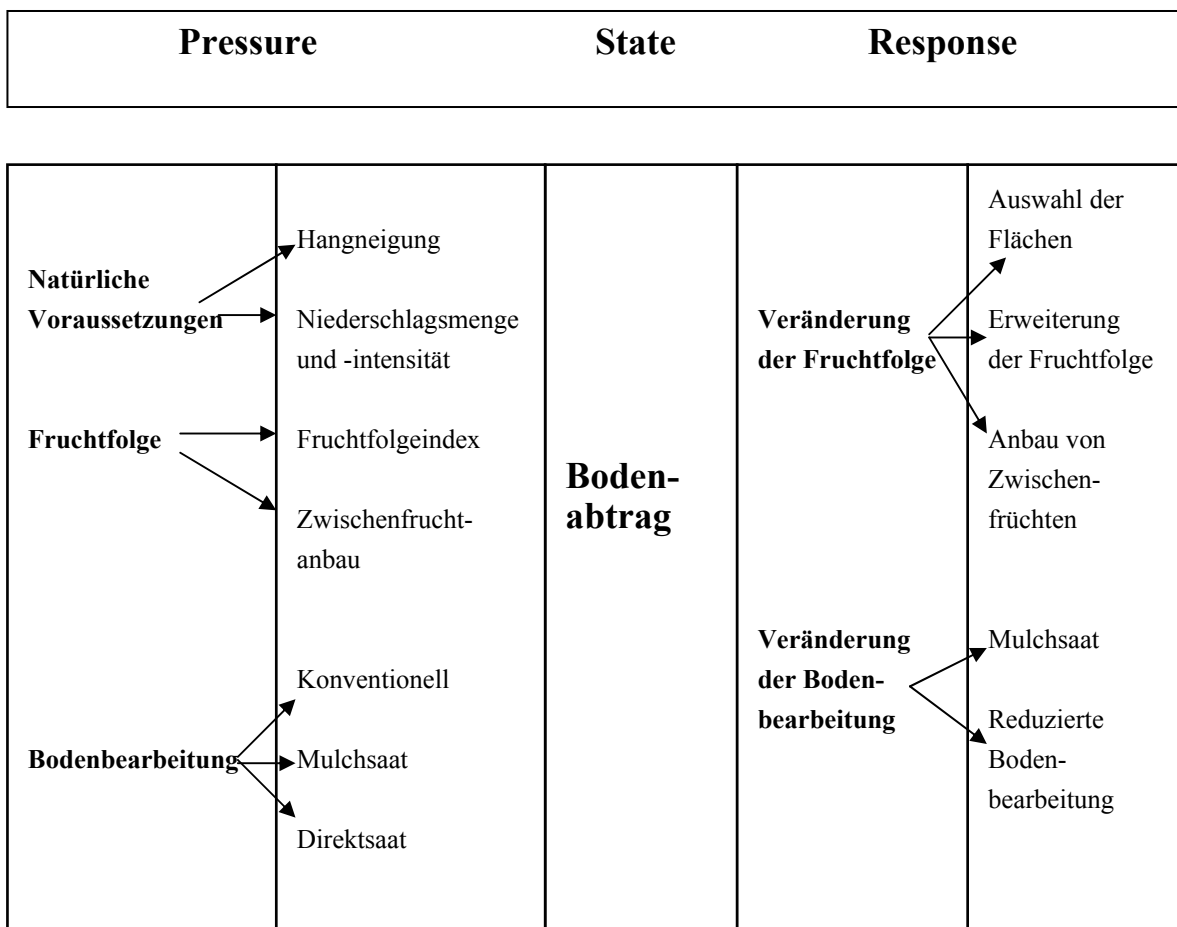 Pressure State Response
Natürliche
Voraussetzungen
Hangneigung
Niederschlagsmenge
und -intensität
Fruchtfolge
Fruchtfolgeindex
Zwischenfrucht-
anbau
Bodenbearbeitung
Konventionell
Mulchsaat
Direktsaat
Boden-
abtrag
Veränderung
der Fruchtfolge
Auswahl der
Flächen
Erweiterung
der Fruchtfolge
Anbau von
Zwischen-
früchten
Veränderung
der Boden-
bearbeitung
Mulchsaat
Reduzierte
Boden-
bearbeitung